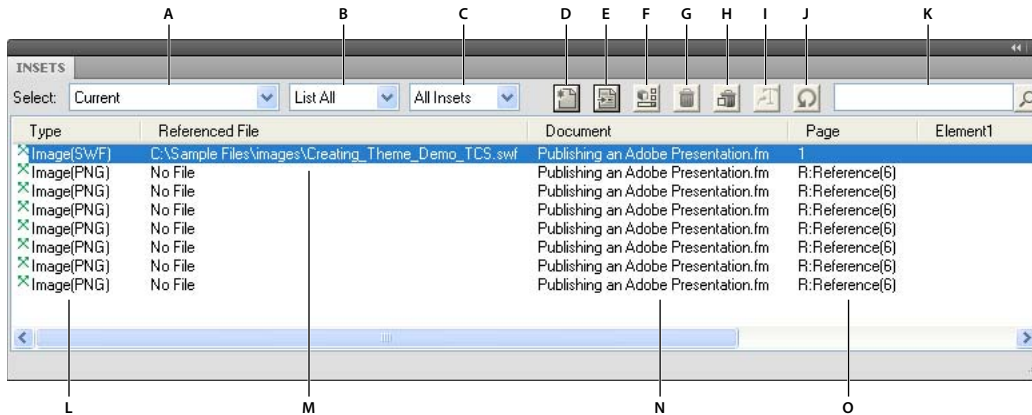 A B C D E F G H I J K
INSETS
Select: Current List All All Insets
Type Referenced File Document Page Element1
Image(SWF) C:\Sample Files\images\Creating_Theme_Demo_TCS.swf Publishing an Adobe Presentation.fm 1
Image(PNG) No File Publishing an Adobe Presentation.fm R:Reference(6)
Image(PNG) No File Publishing an Adobe Presentation.fm R:Reference(6)
Image(PNG) No File Publishing an Adobe Presentation.fm R:Reference(6)
Image(PNG) No File Publishing an Adobe Presentation.fm R:Reference(6)
Image(PNG) No File Publishing an Adobe Presentation.fm R:Reference(6)
Image(PNG) No File Publishing an Adobe Presentation.fm R:Reference(6)
Image(PNG) No File Publishing an Adobe Presentation.fm R:Reference(6)
L M N O